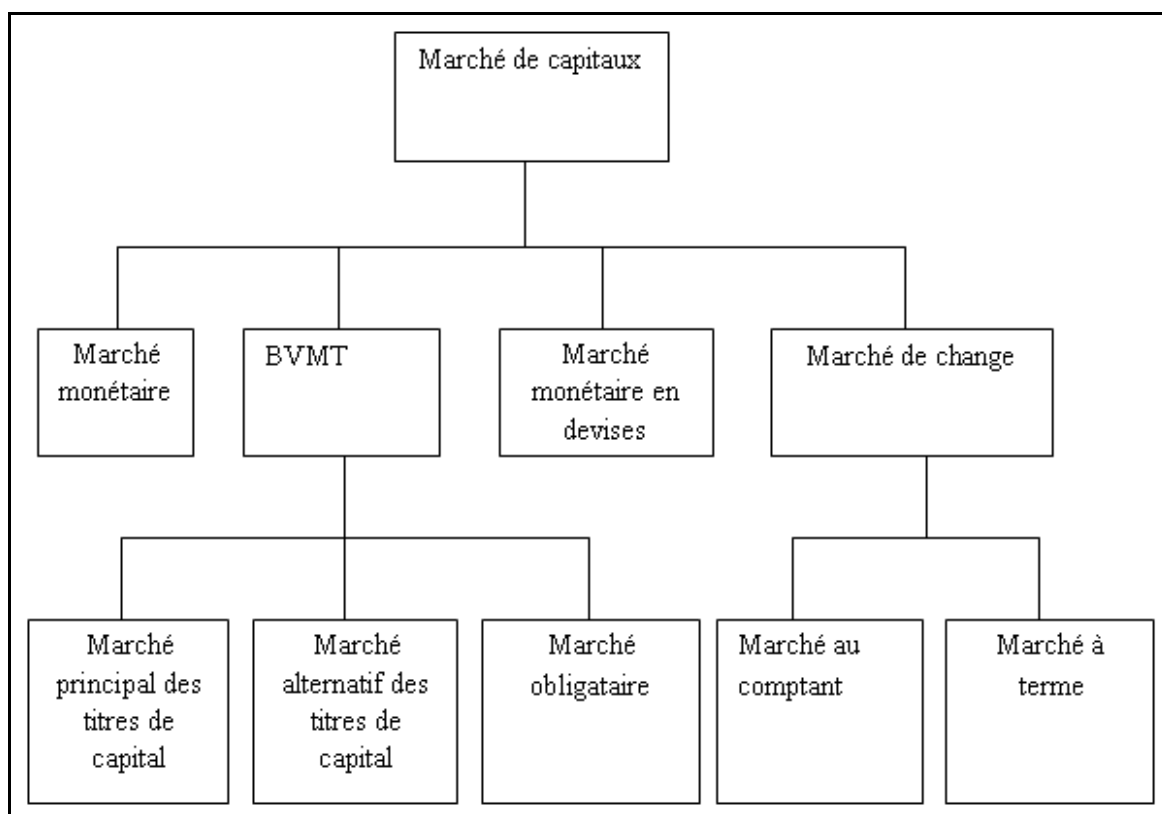 Marché de capitaux
Marché
monétaire
BVMT
Marché
monétaire en
devises
Marché de change
Marché
principal des
titres de
capital
Marché
alternatif des
titres de
capital
Marché
obligataire
Marché au
comptant
Marché à
terme